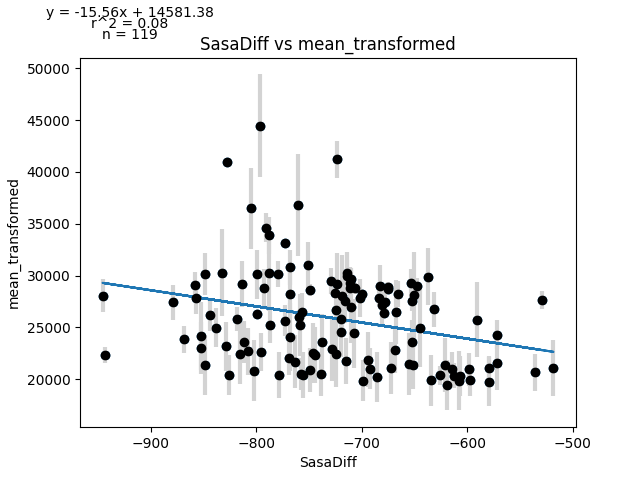 y = -15.56x + 14581.38
r^2 = 0.08
n = 119
SasaDiff vs mean_transformed
50000
45000
40000
35000
30000
25000
20000
mean_transformed
−900
−800
−700
−600
−500
SasaDiff